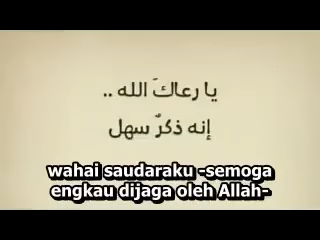 يا رعاكَ الله ..
إنه ذكرٌ سهل
wahai saudaraku -semoga
engkau dijaga oleh Allah-